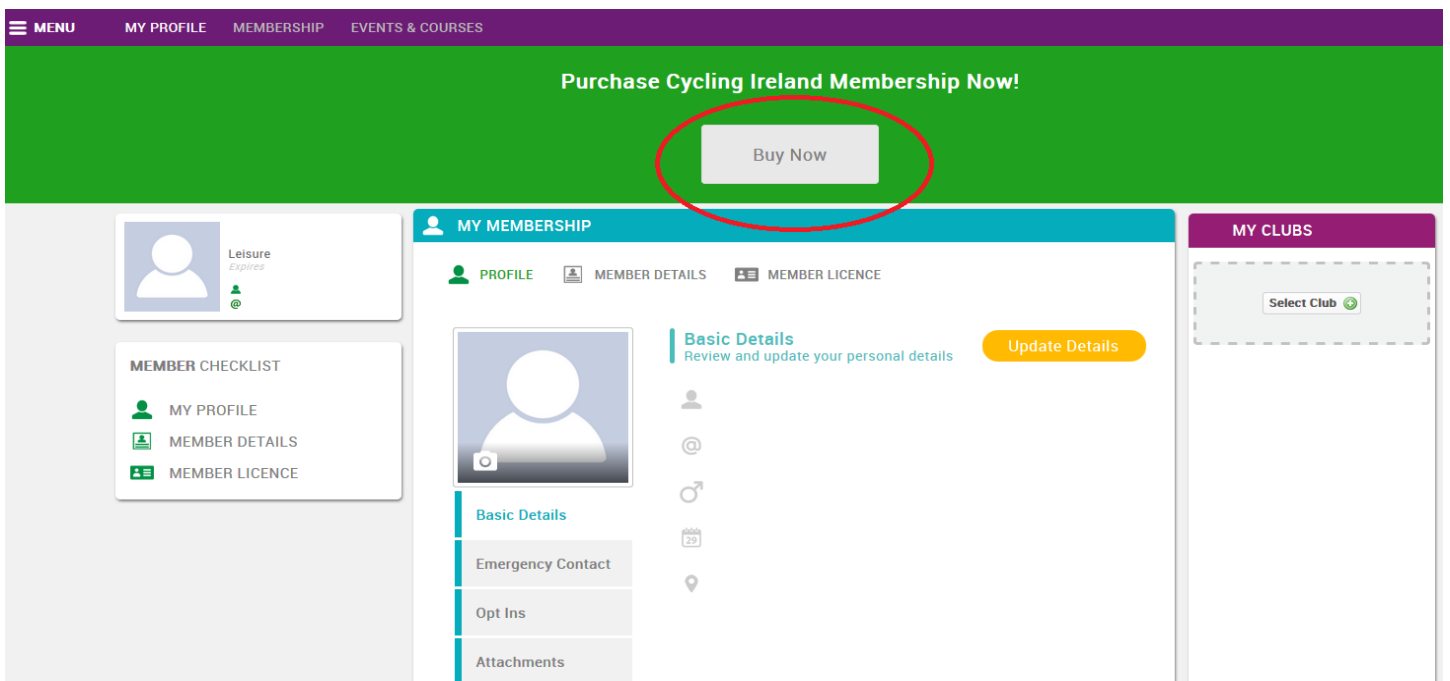 MENU MY PROFILE MEMBERSHIP EVENTS & COURSES
Purchase Cycling Ireland Membership Now!
Buy Now
Leisure
Expires
@
MEMBER CHECKLIST
MY PROFILE
MEMBER DETAILS
MEMBER LICENCE
MY MEMBERSHIP
PROFILE MEMBER DETAILS MEMBER LICENCE
Basic Details
Review and update your personal details
Update Details
@
29
Basic Details
Emergency Contact
Opt Ins
Attachments
MY CLUBS
Select Club